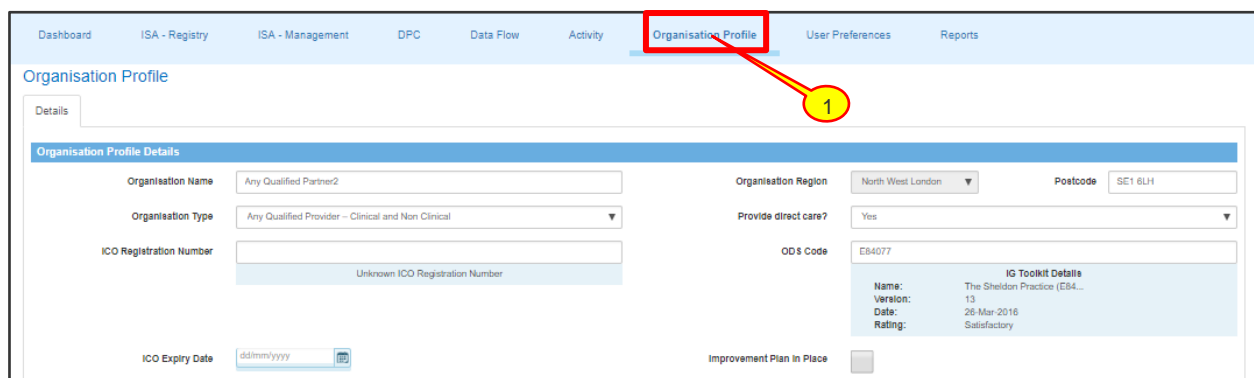 Dashboard ISA - Registry ISA - Management DPC Data Flow Activity Organisation Profile User Preferences Reports
1
Organisation Profile
Details
Organisation Profile Details
Organisation Name Any Qualified Partner2 Organisation Region North West London Postcode SE1 6LH
Organisation Type Any Qualified Provider – Clinical and Non Clinical Provide direct care? Yes
ICO Registration Number ODS Code E84077
Unknown ICO Registration Number IG Toolkit Details
Name: The Sheldon Practice (E84...
Version: 13
Date: 26-Mar-2016
Rating: Satisfactory
ICO Expiry Date dd/mm/yyyy Improvement Plan In Place